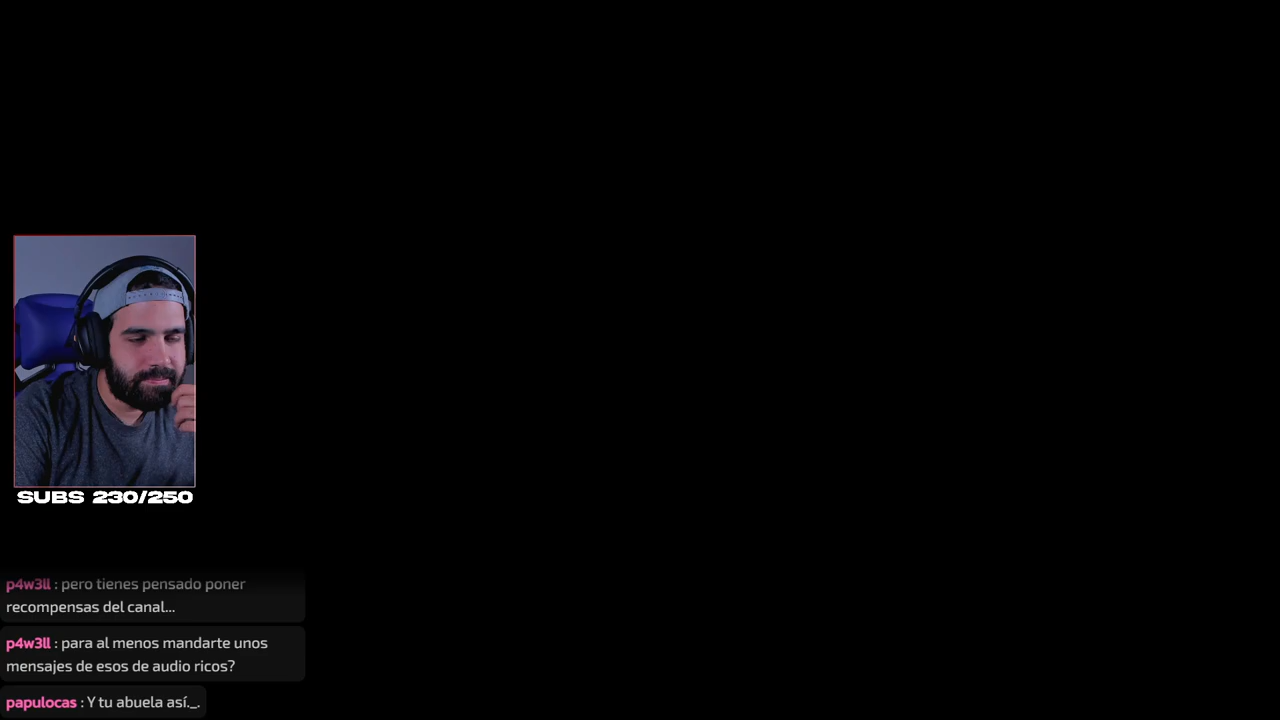 SUBS 230/250
p4w3ll : pero tienes pensado poner
recompensas del canal...
p4w3ll : para al menos mandarte unos
mensajes de esos de audio ricos?
papulocas : Y tu abuela así._.